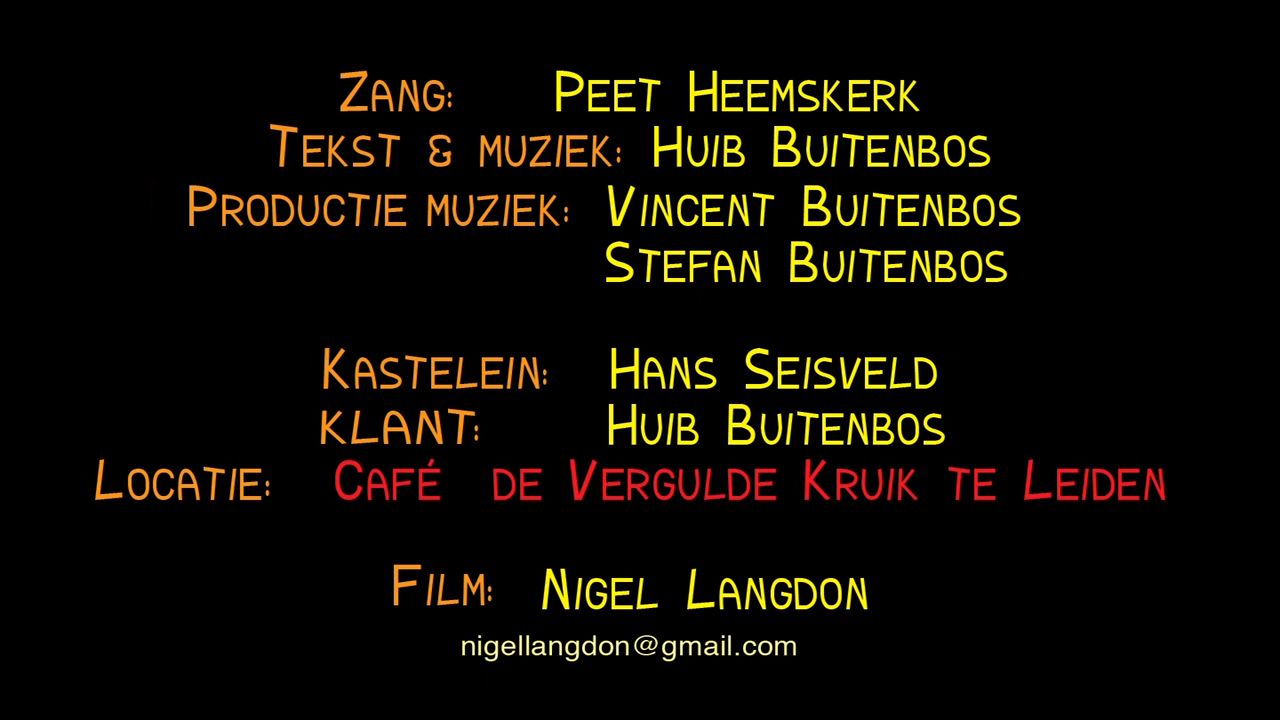 Zang: Peet Heemskerk
Tekst & muziek: Huib Buitenbos
Productie muziek: Vincent Buitenbos
Stefan Buitenbos
Kastelein: Hans Seisveld
KLANT: Huib Buitenbos
Locatie: Café de Vergulde Kruik te Leiden
Film: Nigel Langdon
nigellangdon@gmail.com